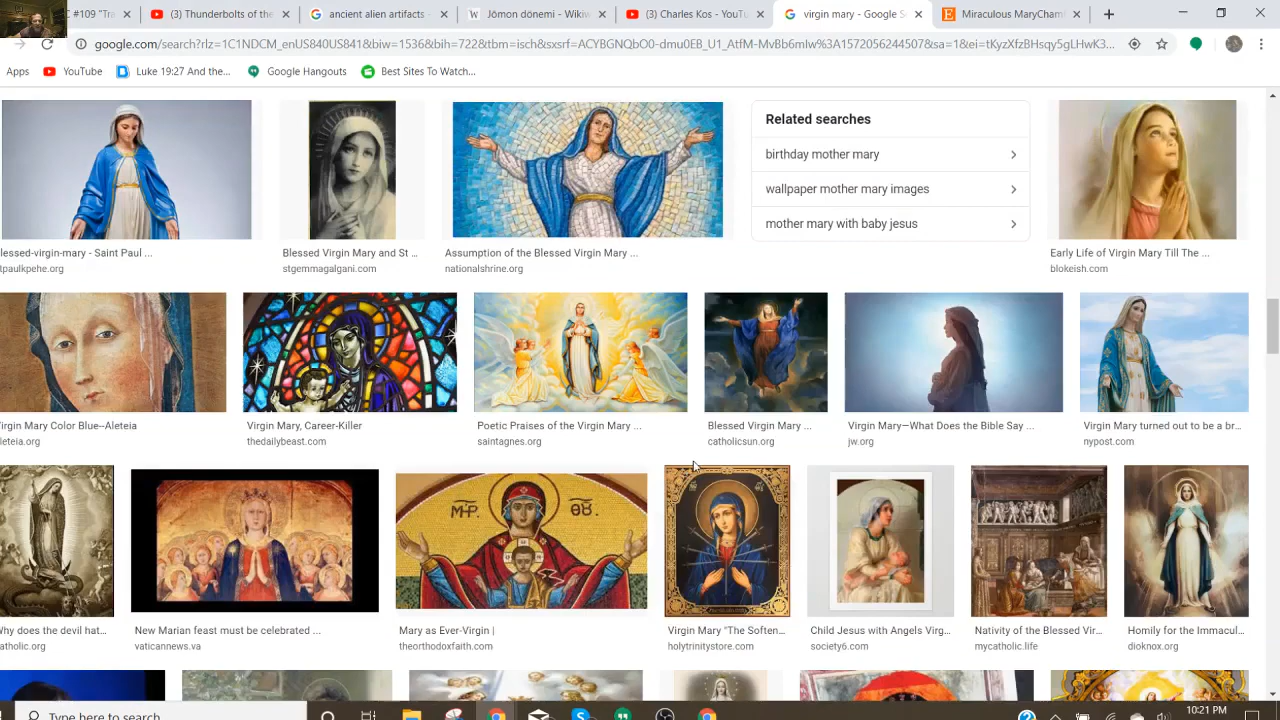 C #109 "Tra
(3) Thunderbolts of the
ancient alien artifacts -
Jōmon dönemi - Vikiwa
(3) Charles Kos - YouTu
virgin mary - Google Se
Miraculous MaryCham
google.com/search?rlz=1C1NDCM_enUS840US841&biw=1536&bih=722&tbm=isch&sxsrf=ACYBGNQbO0-dmu0EB_U1_AtfM-MvBb6mIw%3A1572056244507&sa=1&ei=tKyzXfzBHsqy5gLHwK3...
Apps
YouTube
Luke 19:27 And the...
Google Hangouts
Best Sites To Watch...
Related searches
birthday mother mary
wallpaper mother mary images
mother mary with baby jesus
lessed-virgin-mary - Saint Paul ...
tpaulkpehe.org
Blessed Virgin Mary and St ...
stgemmagalgani.com
Assumption of the Blessed Virgin Mary ...
nationalshrine.org
Early Life of Virgin Mary Till The ...
blokeish.com
irgin Mary Color Blue--Aleteia
leteia.org
Virgin Mary, Career-Killer
thedailybeast.com
Poetic Praises of the Virgin Mary ...
saintagnes.org
Blessed Virgin Mary ...
catholicsun.org
Virgin Mary—What Does the Bible Say ...
jw.org
Virgin Mary turned out to be a br...
nypost.com
ΜΡ. ΘΥ.
Why does the devil hat...
atholic.org
New Marian feast must be celebrated ...
vaticannews.va
Mary as Ever-Virgin |
theorthodoxfaith.com
Virgin Mary "The Soften...
holytrinitystore.com
Child Jesus with Angels Virg...
society6.com
Nativity of the Blessed Vir...
mycatholic.life
Homily for the Immacul...
dioknox.org
Type here to search
10:21 PM